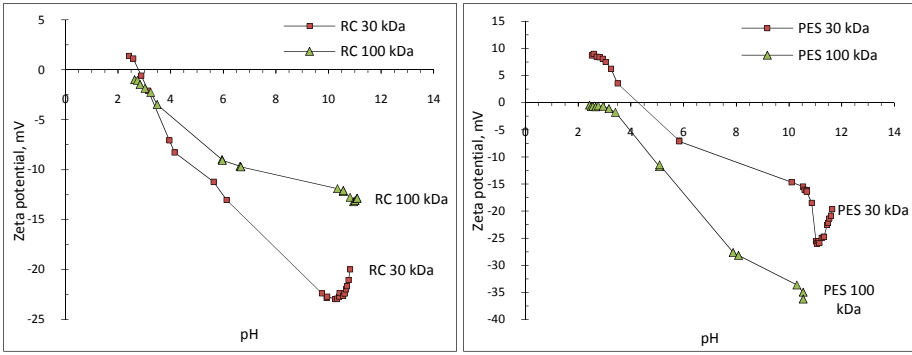 5
0
-5
-10
-15
-20
-25
0 2 4 6 8 10 12 14
Zeta potential, mV
pH
RC 30 kDa
RC 100 kDa
RC 100 kDa
RC 30 kDa
20
15
10
5
0
-5
-10
-15
-20
-25
-30
-35
-40
0 2 4 6 8 10 12 14
Zeta potential, mV
pH
PES 30 kDa
PES 100 kDa
PES 30 kDa
PES 100
kDa